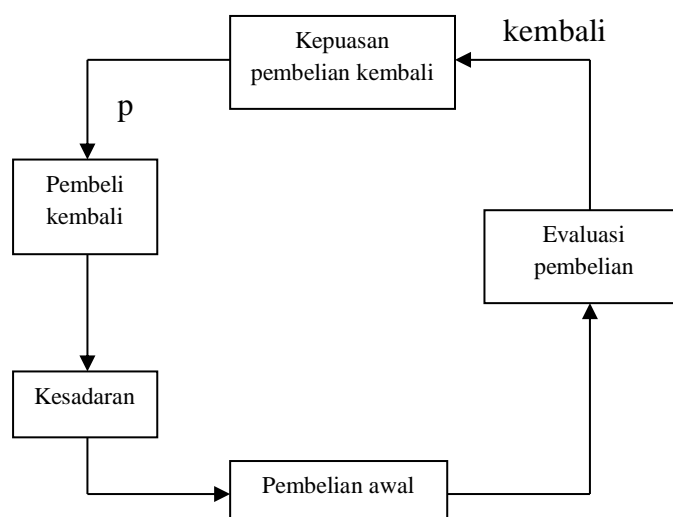 Kepuasan
pembelian kembali
kembali
p
Pembeli
kembali
Evaluasi
pembelian
Kesadaran
Pembelian awal